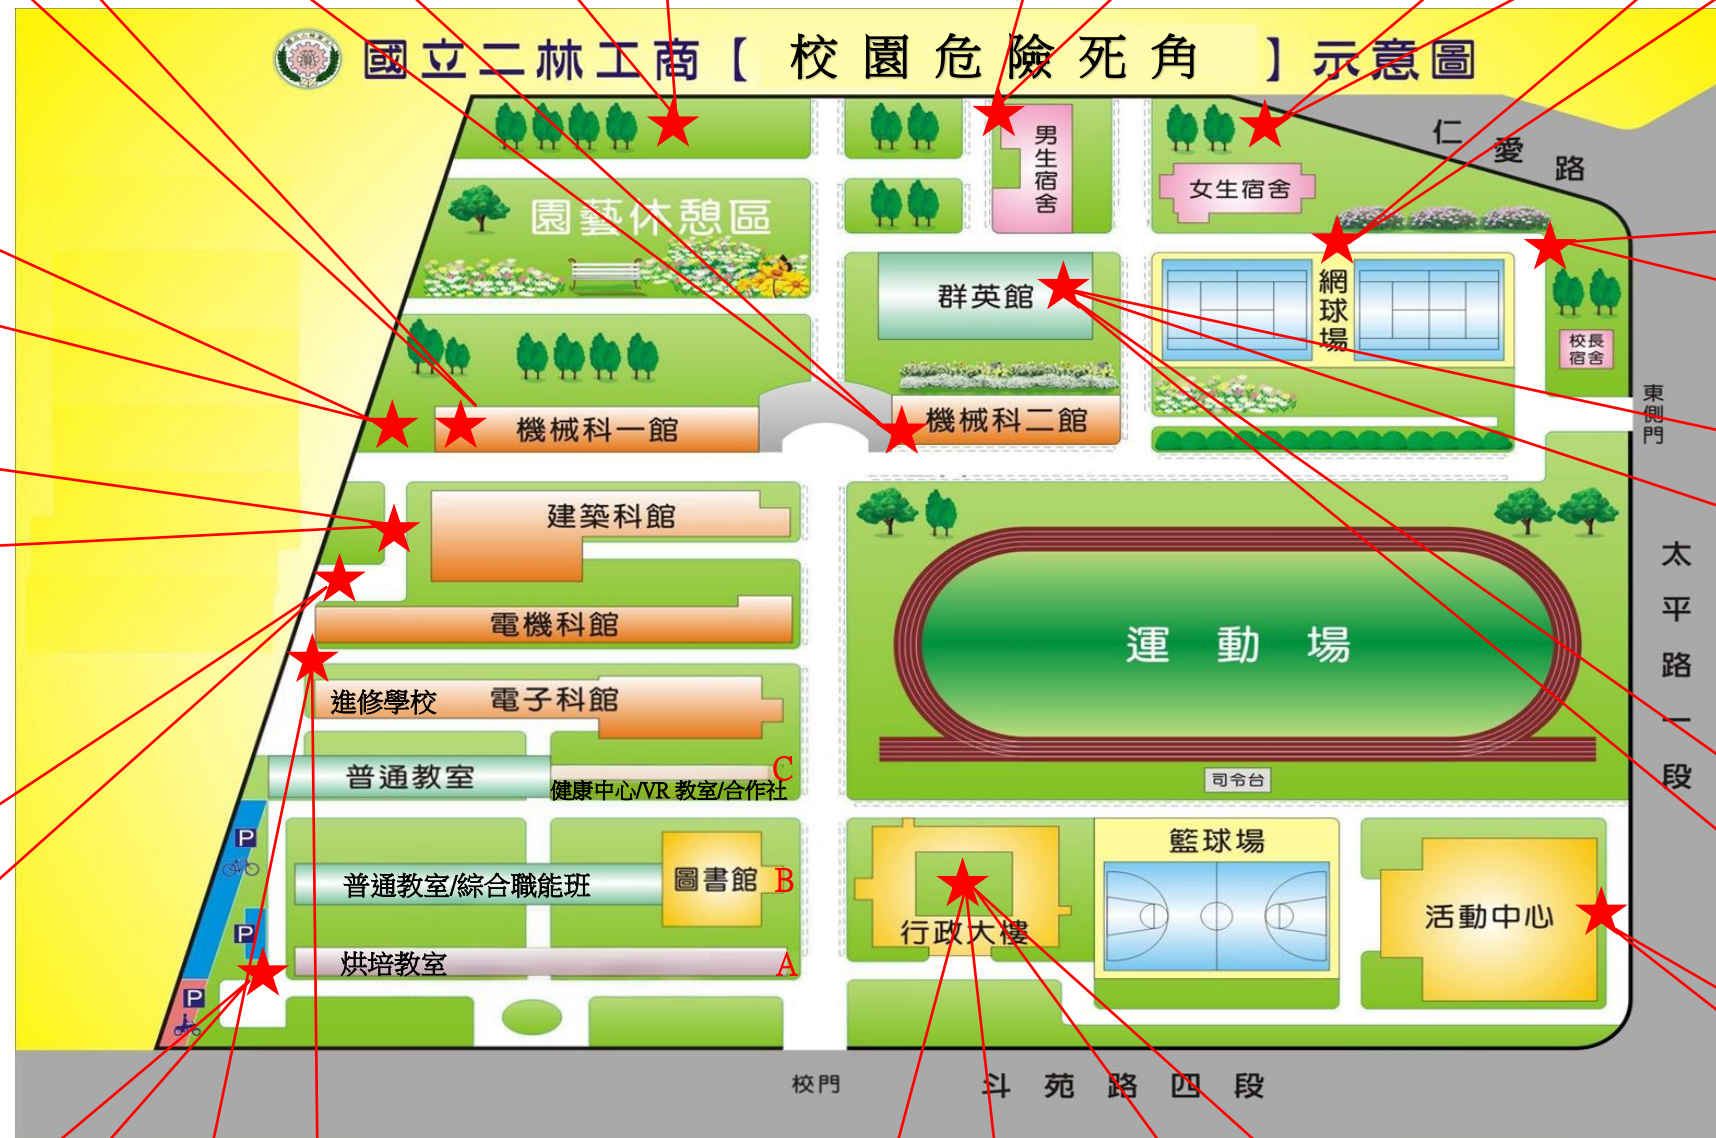 國立二林工商【校園危險死角】示意圖
仁愛路
男生宿舍
女生宿舍
園藝休憩區
群英館
網球場
校長
宿舍
東側門
機械科一館
機械科二館
建築科館
電機科館
運動場
太平路一段
進修學校
電子科館
普通教室
C
健康中心/VR 教室/合作社
司令台
P
籃球場
普通教室/綜合職能班
圖書館
B
行政大樓
活動中心
P
烘培教室
A
P
校門
斗苑路四段